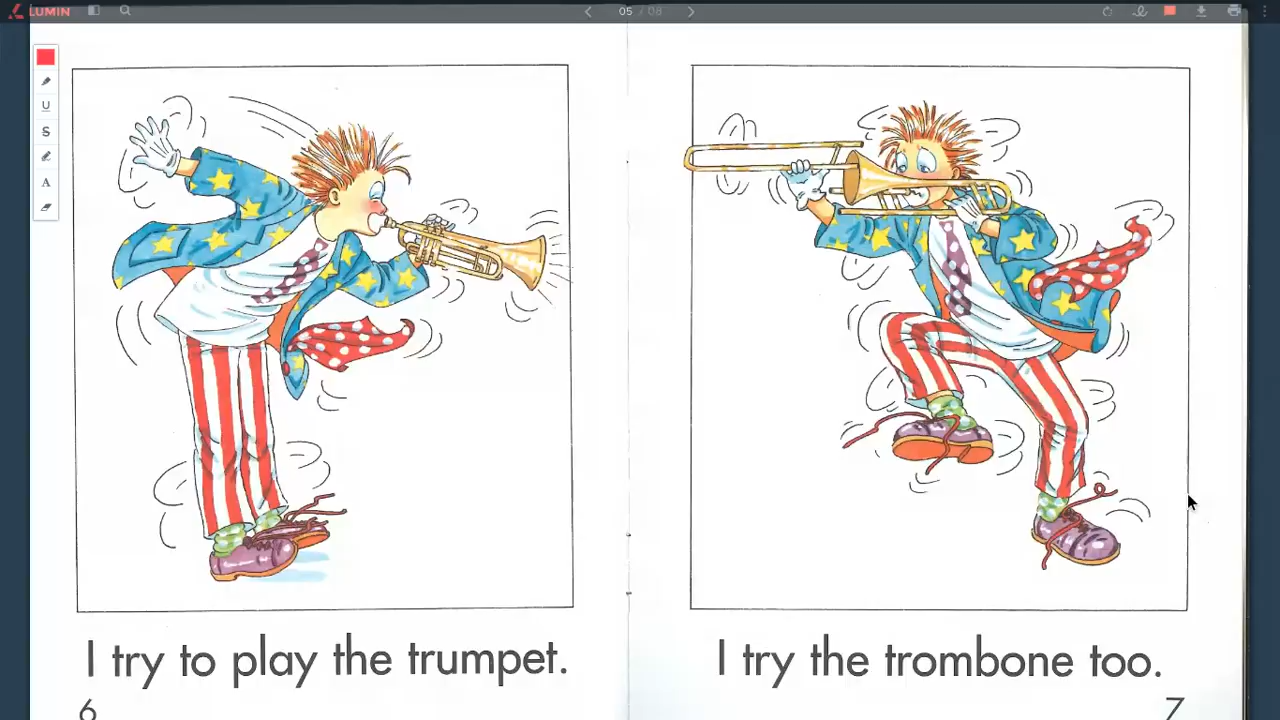 LUMIN
05 / 08
U
S
A
I try to play the trumpet.
6
I try the trombone too.
7